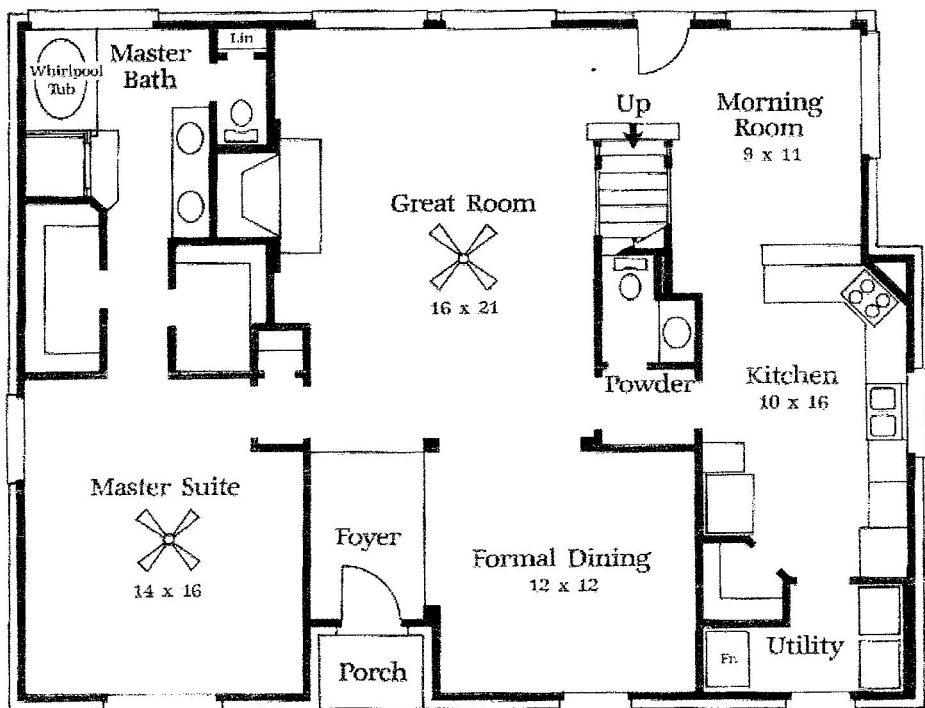 Lin
Master
Bath
Whirlpool
Tub
Up
Morning
Room
9 x 11
Great Room
16 x 21
Powder
Kitchen
10 x 16
Master Suite
14 x 16
Foyer
Formal Dining
12 x 12
Porch
Utility
Fn.